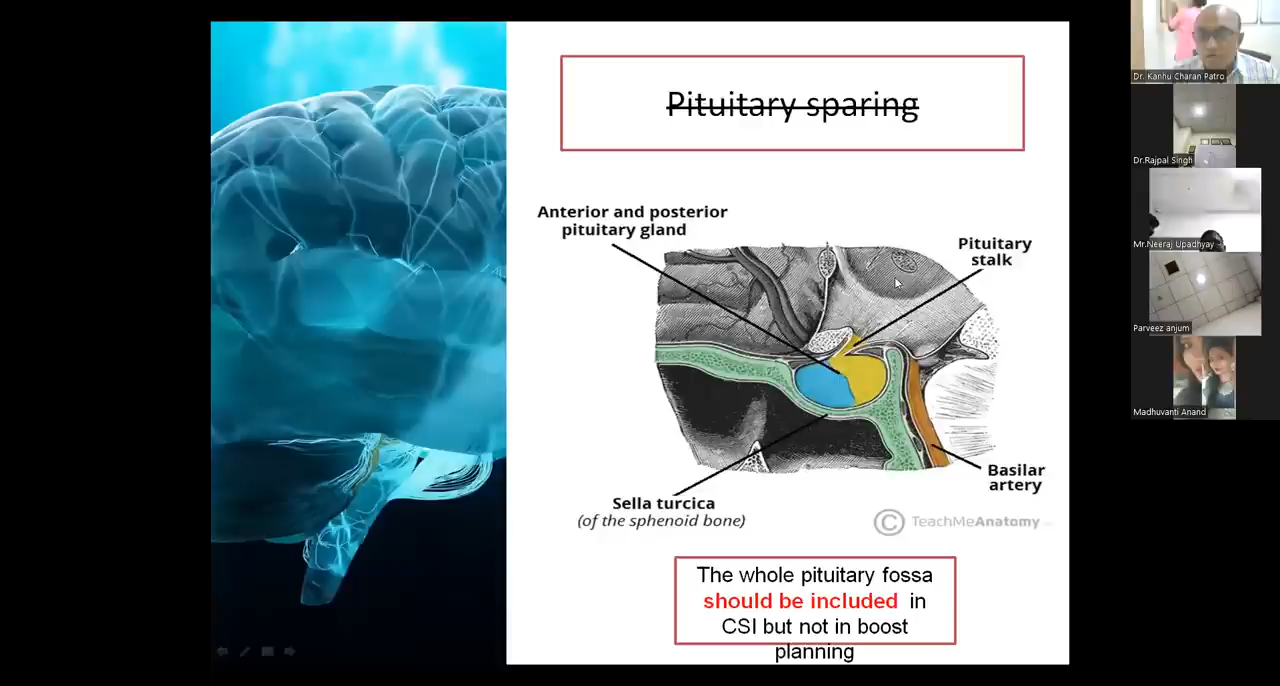 Pituitary sparing
Anterior and posterior
pituitary gland
Pituitary
stalk
Basilar
artery
Sella turcica
(of the sphenoid bone)
© TeachMeAnatomy
The whole pituitary fossa
should be included in
CSI but not in boost
planning
Dr. Kanhu Charan Patro
Dr.Rajpal Singh
Mr.Neeraj Upadhyay
Parveez anjum
Madhuvanti Anand